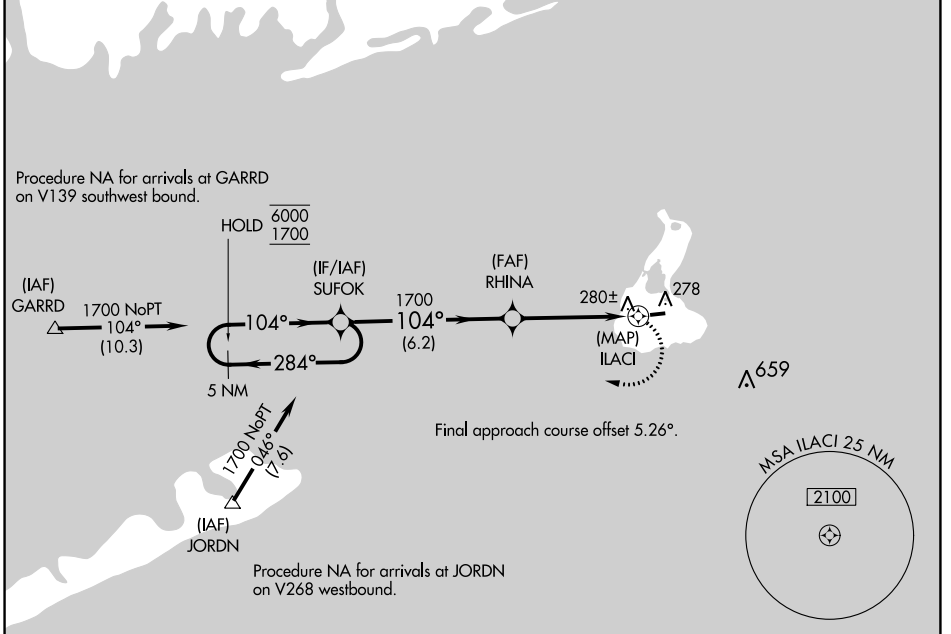 Procedure NA for arrivals at GARRD
on V139 southwest bound.
HOLD 6000
1700
(IAF)
GARRD
1700 NoPT
104°
(10.3)
(IF/IAF)
SUFOK
104°
284°
5 NM
1700
104°
(6.2)
(FAF)
RHINA
280±
278
(MAP)
ILACI
659
1700 NoPT
046°
(7.6)
(IAF)
JORDN
Final approach course offset 5.26°.
Procedure NA for arrivals at JORDN
on V268 westbound.
MSA ILACI 25 NM
2100